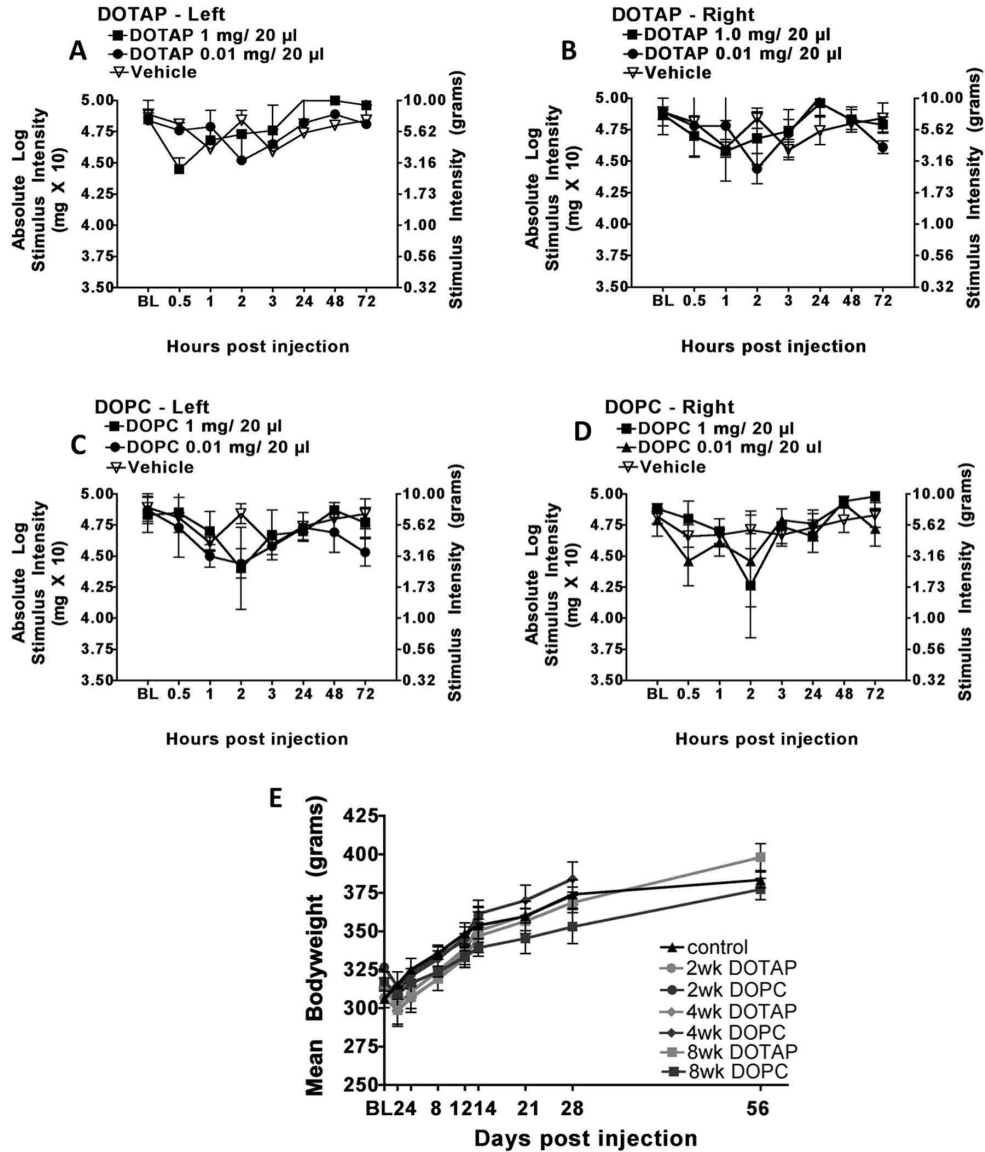 DOTAP - Left
A
DOTAP 1 mg/ 20 µl
DOTAP 0.01 mg/ 20 µl
Vehicle
Absolute Log
Stimulus Intensity
(mg X 10)
5.00
4.75
4.50
4.25
4.00
3.75
3.50
10.00
5.62
3.16
1.73
1.00
0.56
0.32
Stimulus Intensity (grams)
BL 0.5 1 2 3 24 48 72
Hours post injection
DOTAP - Right
B
DOTAP 1.0 mg/ 20 µl
DOTAP 0.01 mg/ 20 µl
Vehicle
Absolute Log
Stimulus Intensity
(mg X 10)
5.00
4.75
4.50
4.25
4.00
3.75
3.50
10.00
5.62
3.16
1.73
1.00
0.56
0.32
Stimulus Intensity (grams)
BL 0.5 1 2 3 24 48 72
Hours post injection
DOPC - Left
C
DOPC 1 mg/ 20 µl
DOPC 0.01 mg/ 20 µl
Vehicle
Absolute Log
Stimulus Intensity
(mg X 10)
5.00
4.75
4.50
4.25
4.00
3.75
3.50
10.00
5.62
3.16
1.73
1.00
0.56
0.32
Stimulus Intensity (grams)
BL 0.5 1 2 3 24 48 72
Hours post injection
DOPC - Right
D
DOPC 1 mg/ 20 µl
DOPC 0.01 mg/ 20 ul
Vehicle
Absolute Log
Stimulus Intensity
(mg X 10)
5.00
4.75
4.50
4.25
4.00
3.75
3.50
10.00
5.62
3.16
1.73
1.00
0.56
0.32
Stimulus Intensity (grams)
BL 0.5 1 2 3 24 48 72
Hours post injection
E
Mean Bodyweight (grams)
425
400
375
350
325
300
275
250
control
2wk DOTAP
2wk DOPC
4wk DOTAP
4wk DOPC
8wk DOTAP
8wk DOPC
BL 2 4 8 12 14 21 28 56
Days post injection